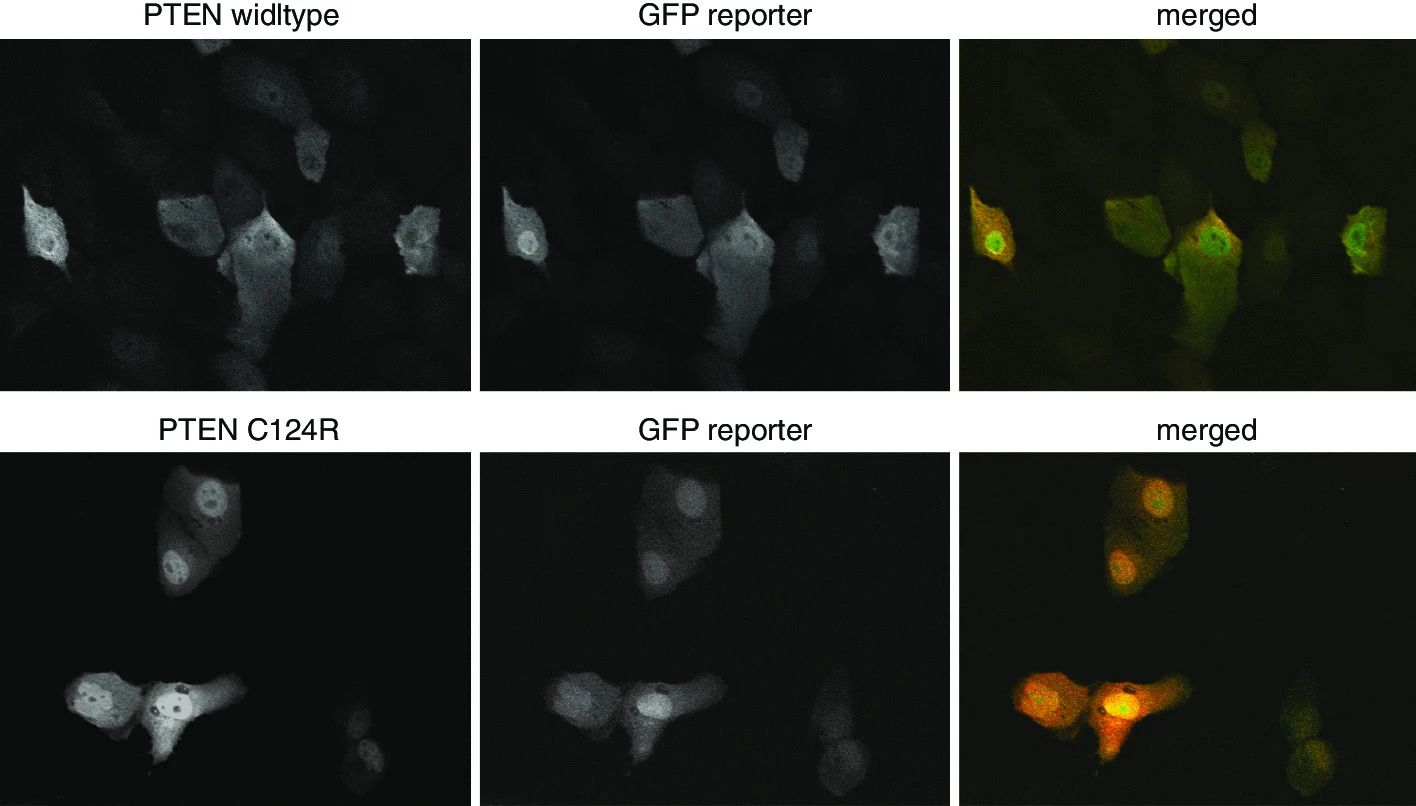 PTEN widltype
GFP reporter
merged
PTEN C124R
GFP reporter
merged